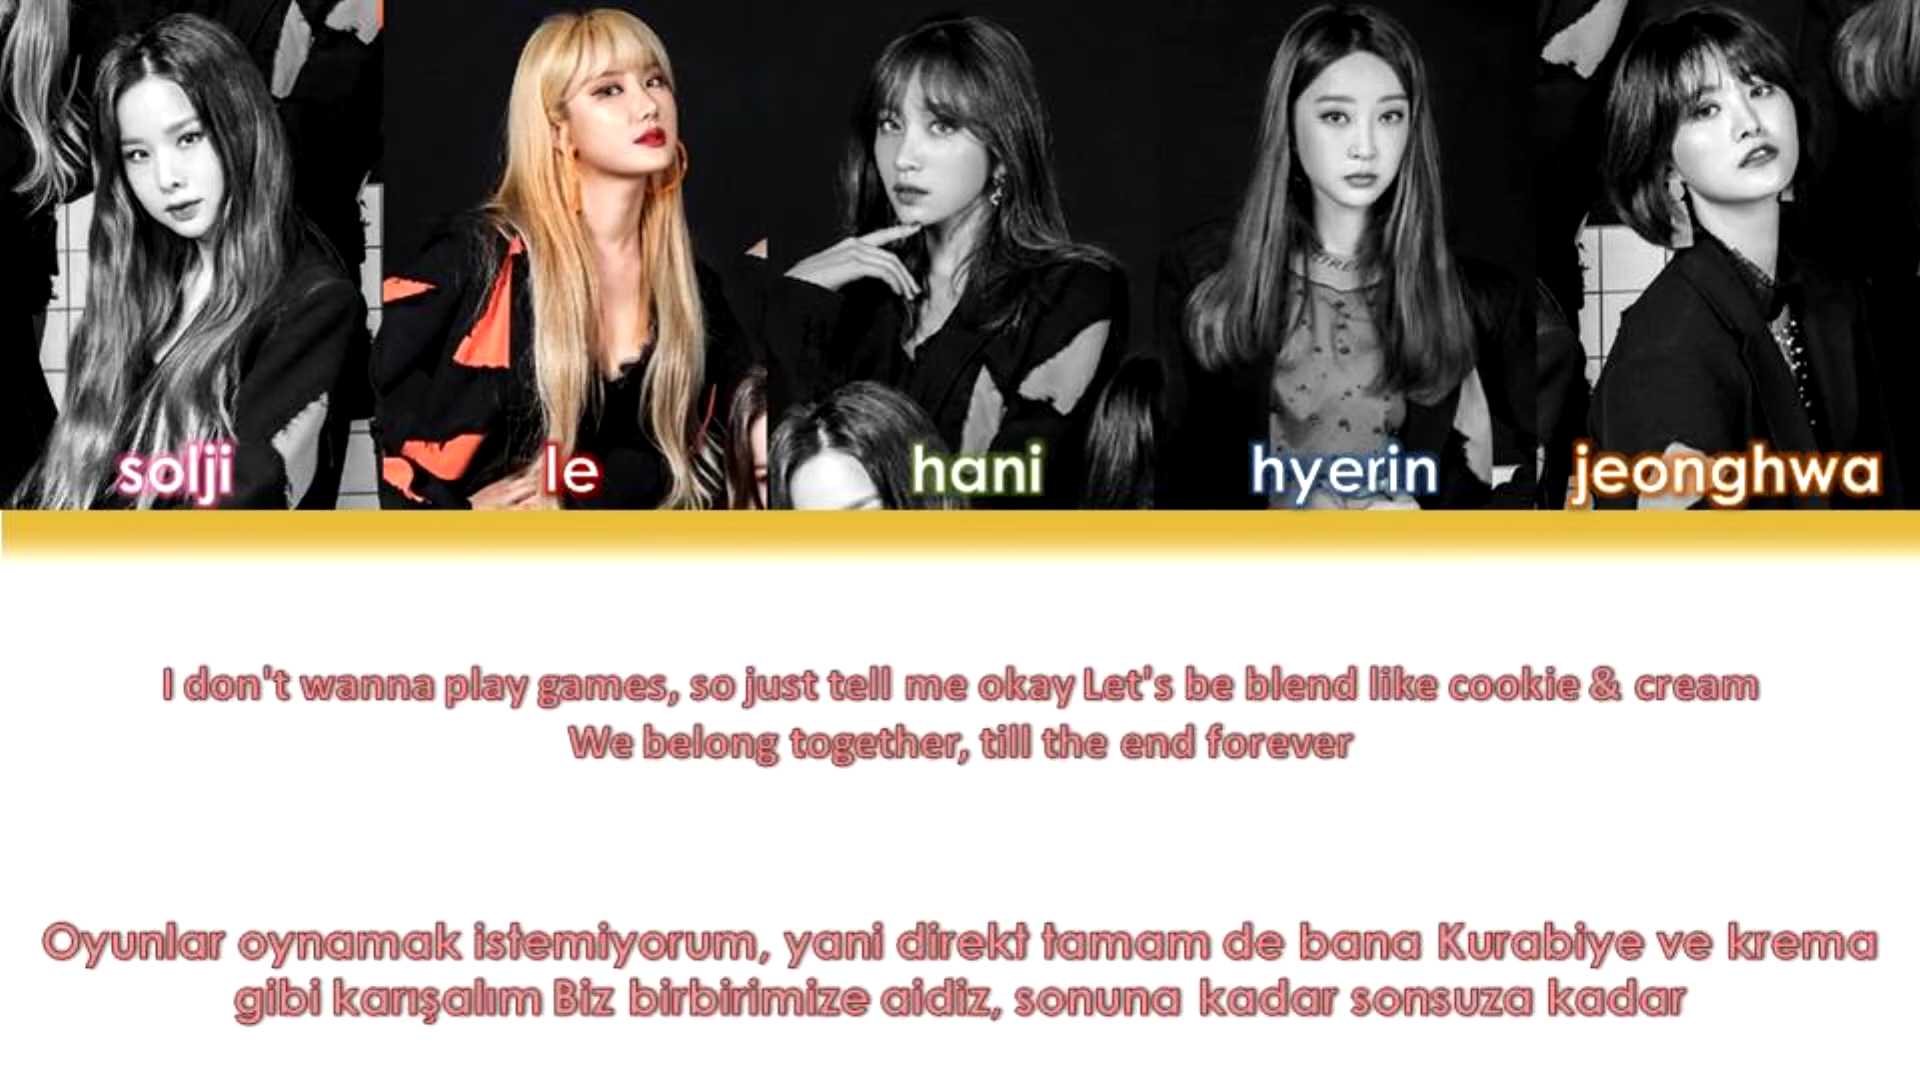 solji
le
hani
hyerin
jeonghwa
I don't wanna play games, so just tell me okay Let's be blend like cookie & cream
We belong together, till the end forever
Oyunlar oynamak istemiyorum, yani direkt tamam de bana Kurabiye ve krema
gibi karışalım Biz birbirimize aidiz, sonuna kadar sonsuza kadar